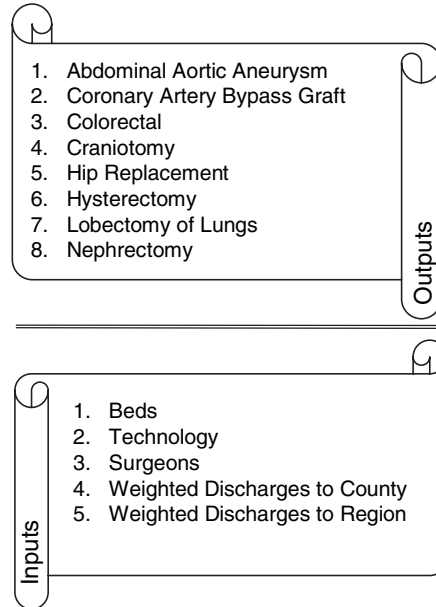 1. Abdominal Aortic Aneurysm
2. Coronary Artery Bypass Graft
3. Colorectal
4. Craniotomy
5. Hip Replacement
6. Hysterectomy
7. Lobectomy of Lungs
8. Nephrectomy
Outputs
1. Beds
2. Technology
3. Surgeons
4. Weighted Discharges to County
5. Weighted Discharges to Region
Inputs